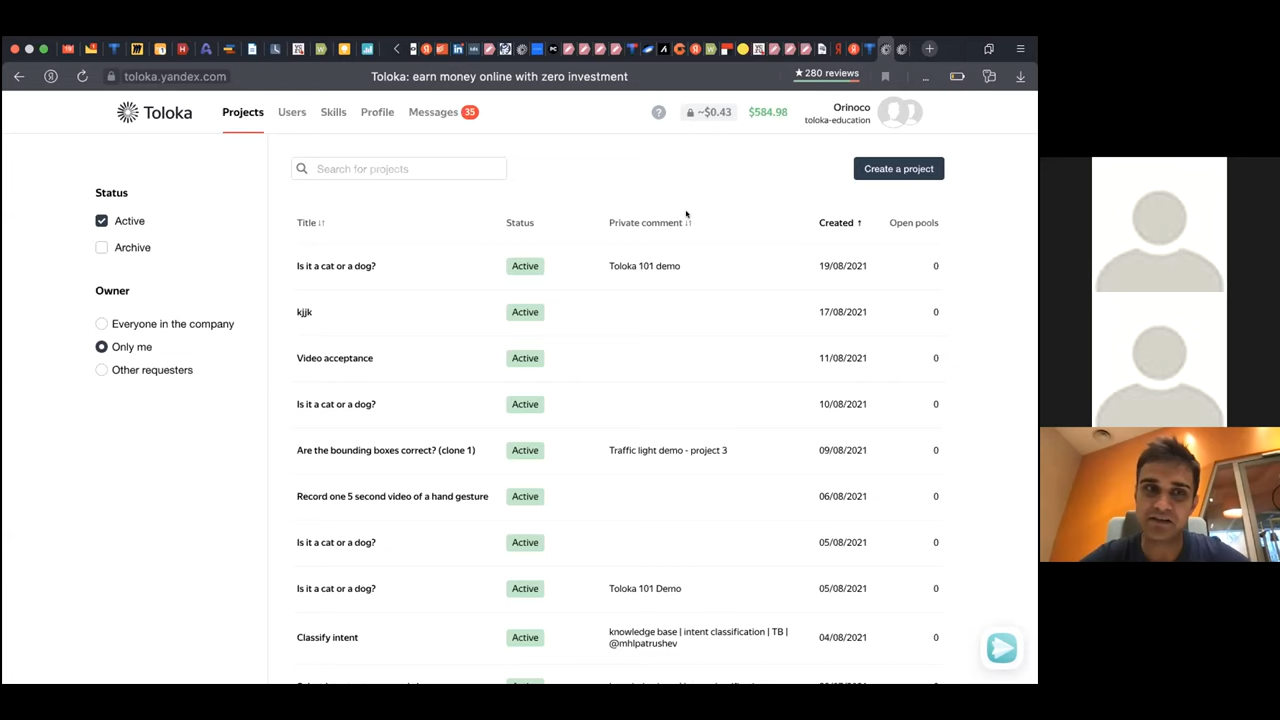 toloka.yandex.com
Toloka: earn money online with zero investment
★280 reviews
Toloka
Projects
Users
Skills
Profile
Messages 35
?
~$0.43
$584.98
Orinoco
toloka-education
Search for projects
Create a project
Status
Active
Archive
Owner
Everyone in the company
Only me
Other requesters
Title Status Private comment Created ↑ Open pools
Is it a cat or a dog? Active Toloka 101 demo 19/08/2021 0
kjjk Active 17/08/2021 0
Video acceptance Active 11/08/2021 0
Is it a cat or a dog? Active 10/08/2021 0
Are the bounding boxes correct? (clone 1) Active Traffic light demo - project 3 09/08/2021 0
Record one 5 second video of a hand gesture Active 06/08/2021 0
Is it a cat or a dog? Active 05/08/2021 0
Is it a cat or a dog? Active Toloka 101 Demo 05/08/2021 0
Classify intent Active knowledge base | intent classification | TB | 04/08/2021 0
@mhlpatrushev